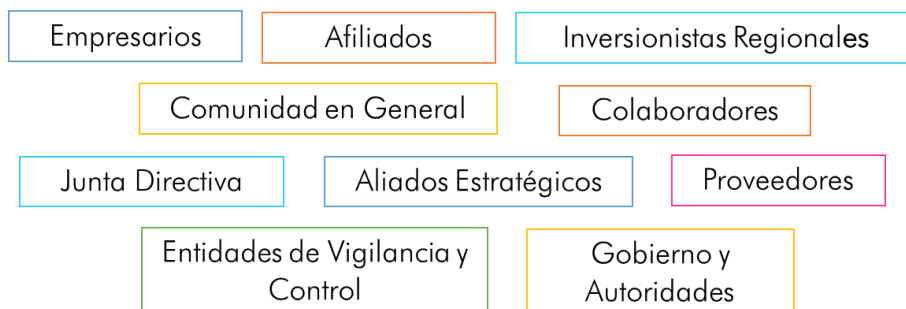 Empresarios
Afiliados
Inversionistas Regionales
Comunidad en General
Colaboradores
Junta Directiva
Aliados Estratégicos
Proveedores
Entidades de Vigilancia y
Control
Gobierno y
Autoridades